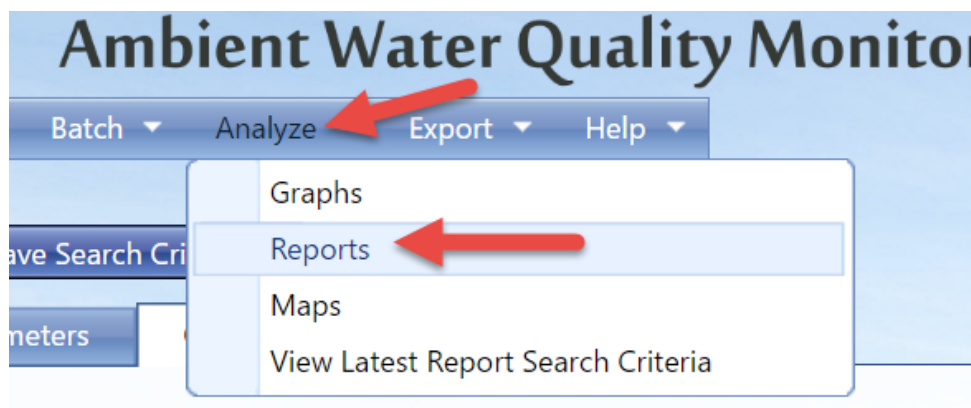 Ambient Water Quality Monitor
Batch Analyze Export Help
Graphs
ave Search Cri
Reports
Maps
meters
View Latest Report Search Criteria